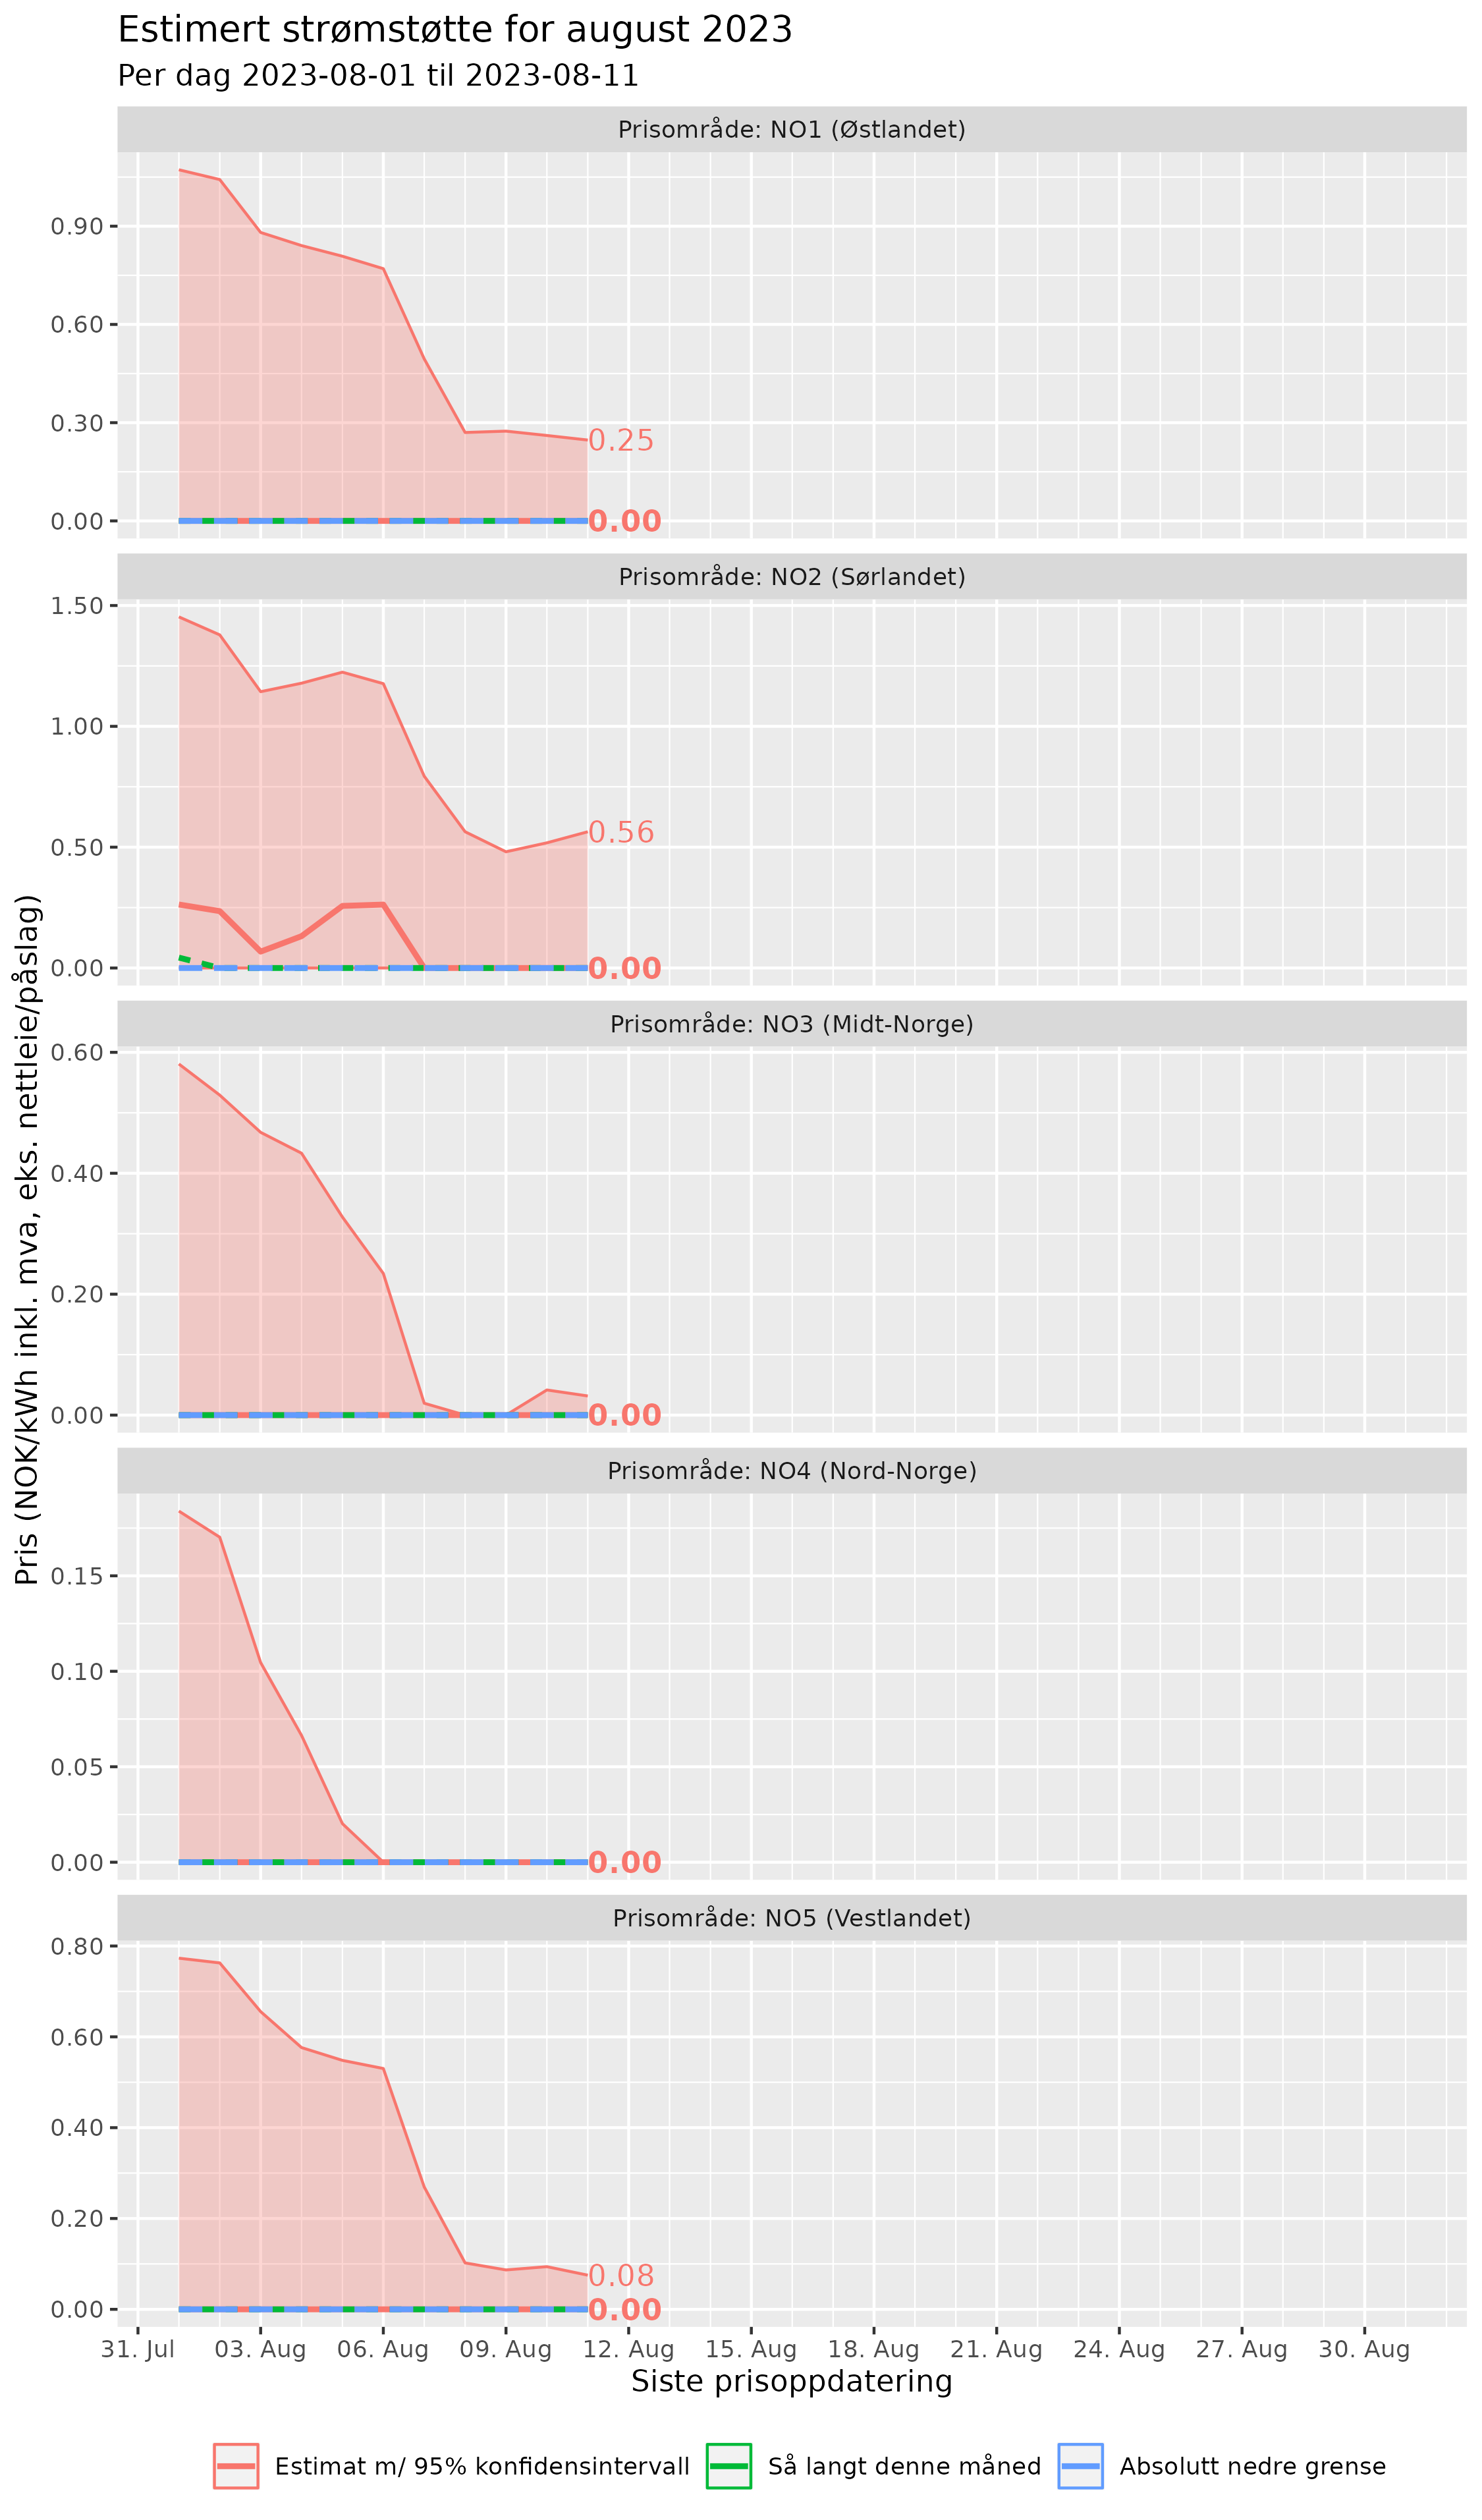 Estimert strømstøtte for august 2023
Per dag 2023-08-01 til 2023-08-11
Pris (NOK/kWh inkl. mva, eks. nettleie/påslag)
Prisområde: NO1 (Østlandet)
0.90
0.60
0.30
0.00
0.25
0.00
Prisområde: NO2 (Sørlandet)
1.50
1.00
0.50
0.00
0.56
0.00
Prisområde: NO3 (Midt-Norge)
0.60
0.40
0.20
0.00
0.00
Prisområde: NO4 (Nord-Norge)
0.15
0.10
0.05
0.00
0.00
Prisområde: NO5 (Vestlandet)
0.80
0.60
0.40
0.20
0.00
0.08
0.00
31. Jul 03. Aug 06. Aug 09. Aug 12. Aug 15. Aug 18. Aug 21. Aug 24. Aug 27. Aug 30. Aug
Siste prisoppdatering
Estimat m/ 95% konfidensintervall Så langt denne måned Absolutt nedre grense